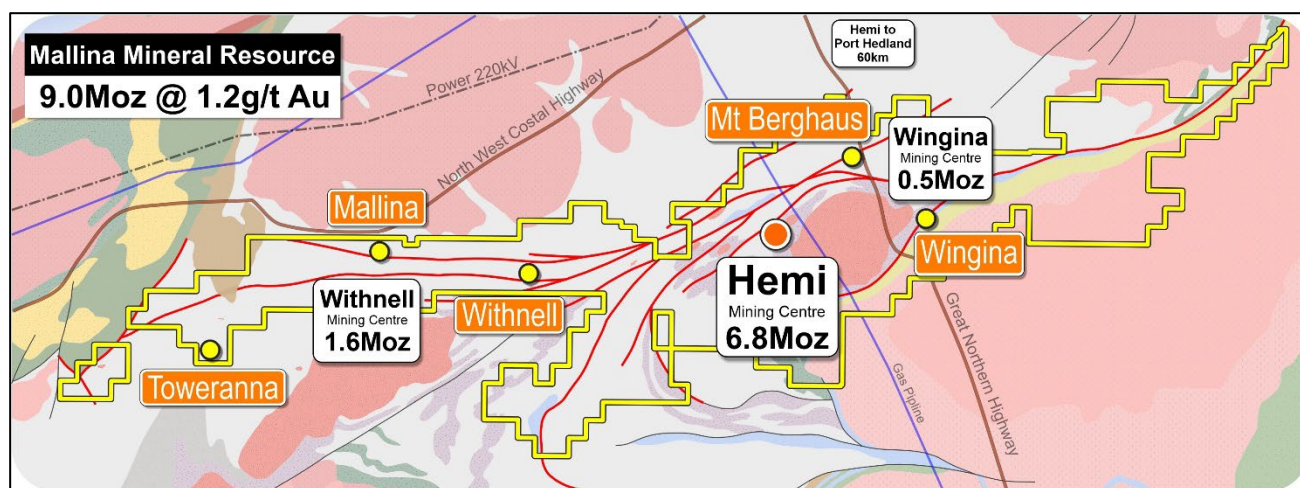 Mallina Mineral Resource
9.0Moz @ 1.2g/t Au
Power 220kV
North West Costal Highway
Hemi to
Port Hedland
60km
Mt Berghaus
Wingina
Mining Centre
0.5Moz
Mallina
Wingina
Withnell
Mining Centre
1.6Moz
Withnell
Hemi
Mining Centre
6.8Moz
Toweranna
Gas Pipline
Great Northern Highway